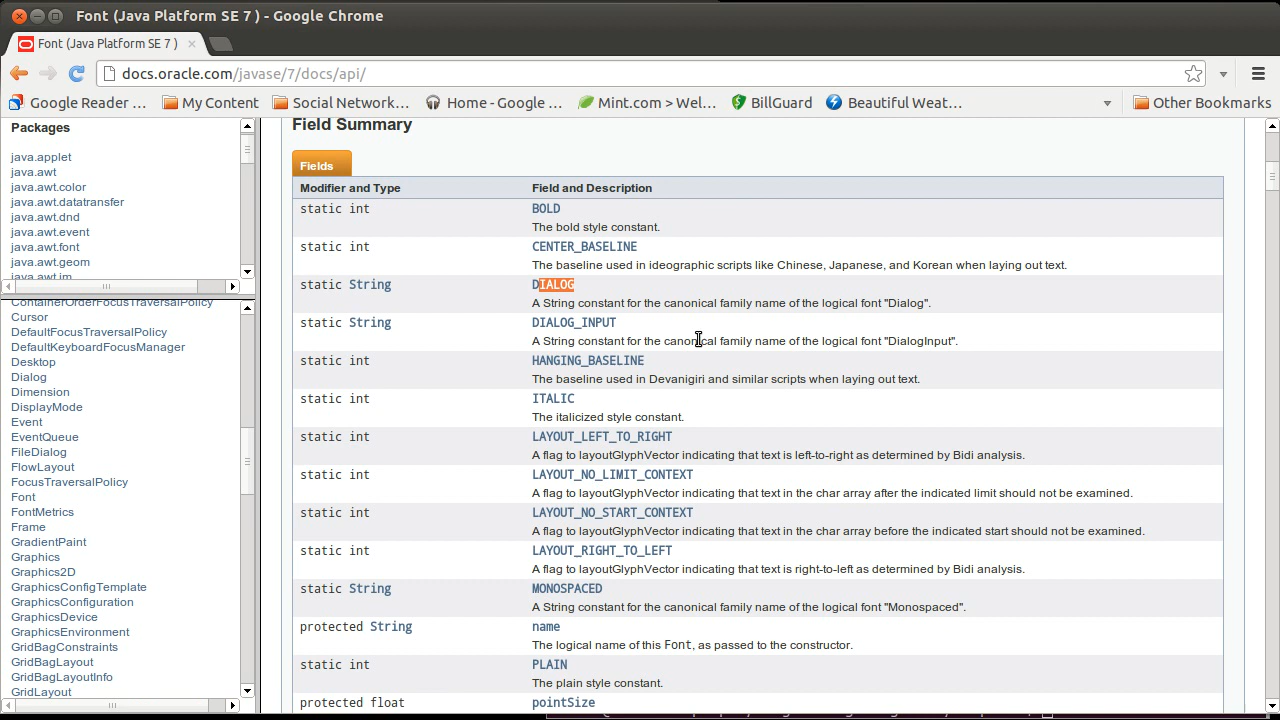 Font (Java Platform SE 7 ) - Google Chrome
Font (Java Platform SE 7 )
docs.oracle.com/javase/7/docs/api/
Google Reader ... My Content Social Network... Home - Google ... Mint.com > Wel... BillGuard Beautiful Weat... Other Bookmarks
Packages
java.applet
java.awt
java.awt.color
java.awt.datatransfer
java.awt.dnd
java.awt.event
java.awt.font
java.awt.geom
java.awt.im
ContainerOrderFocusTraversalPolicy
Cursor
DefaultFocusTraversalPolicy
DefaultKeyboardFocusManager
Desktop
Dialog
Dimension
DisplayMode
Event
EventQueue
FileDialog
FlowLayout
FocusTraversalPolicy
Font
FontMetrics
Frame
GradientPaint
Graphics
Graphics2D
GraphicsConfigTemplate
GraphicsConfiguration
GraphicsDevice
GraphicsEnvironment
GridBagConstraints
GridBagLayout
GridBagLayoutInfo
GridLayout
Field Summary
Fields
Modifier and Type Field and Description
static int BOLD
The bold style constant.
static int CENTER_BASELINE
The baseline used in ideographic scripts like Chinese, Japanese, and Korean when laying out text.
static String DIALOG
A String constant for the canonical family name of the logical font "Dialog".
static String DIALOG_INPUT
A String constant for the canonical family name of the logical font "DialogInput".
static int HANGING_BASELINE
The baseline used in Devanigiri and similar scripts when laying out text.
static int ITALIC
The italicized style constant.
static int LAYOUT_LEFT_TO_RIGHT
A flag to layoutGlyphVector indicating that text is left-to-right as determined by Bidi analysis.
static int LAYOUT_NO_LIMIT_CONTEXT
A flag to layoutGlyphVector indicating that text in the char array after the indicated limit should not be examined.
static int LAYOUT_NO_START_CONTEXT
A flag to layoutGlyphVector indicating that text in the char array before the indicated start should not be examined.
static int LAYOUT_RIGHT_TO_LEFT
A flag to layoutGlyphVector indicating that text is right-to-left as determined by Bidi analysis.
static String MONOSPACED
A String constant for the canonical family name of the logical font "Monospaced".
protected String name
The logical name of this Font, as passed to the constructor.
static int PLAIN
The plain style constant.
protected float pointSize